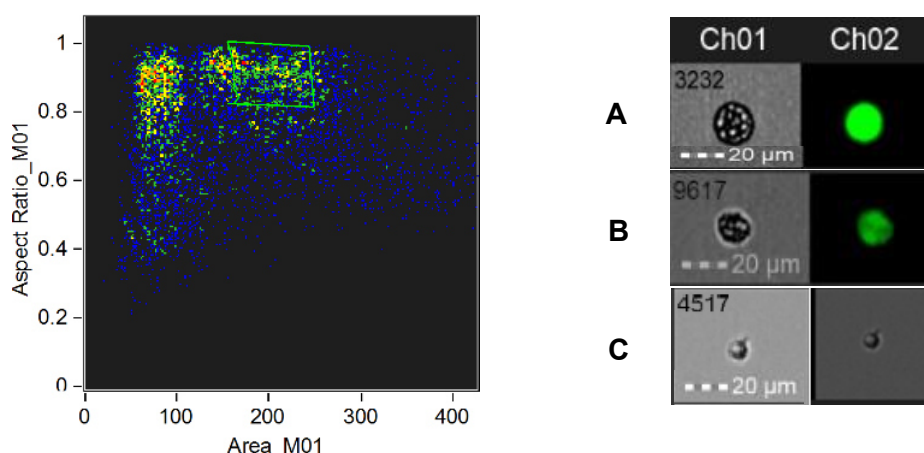 1
0.8
0.6
0.4
0.2
0
Aspect Ratio_M01
0 100 200 300 400
Area_M01
Ch01 Ch02
A
3232
20 µm
B
9617
20 µm
C
4517
20 µm